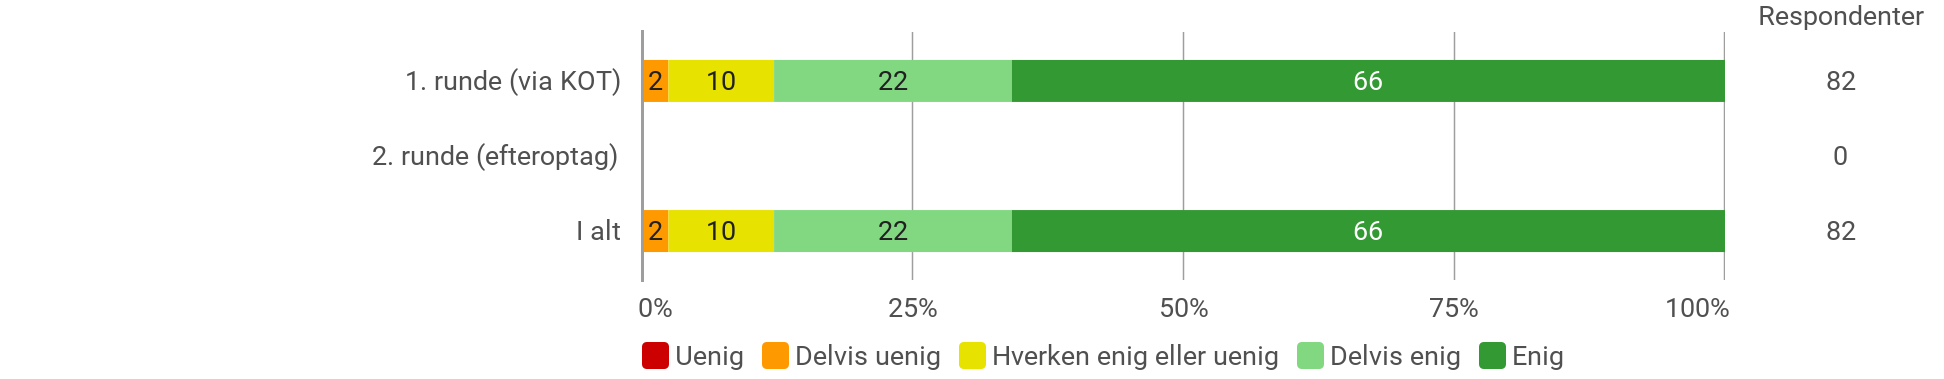 Respondenter
1. runde (via KOT) 2 10 22 66 82
2. runde (efteroptag) 0
I alt 2 10 22 66 82
0% 25% 50% 75% 100%
Uenig Delvis uenig Hverken enig eller uenig Delvis enig Enig